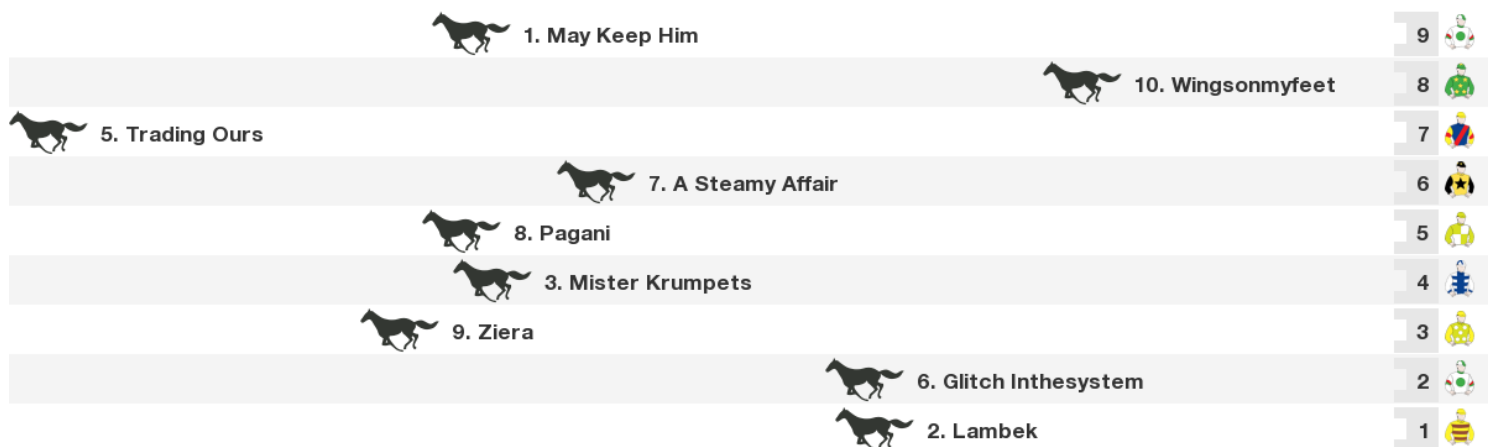 1. May Keep Him 9
10. Wingsonmyfeet 8
5. Trading Ours 7
7. A Steamy Affair 6
8. Pagani 5
3. Mister Krumpets 4
9. Ziera 3
6. Glitch Inthesystem 2
2. Lambek 1